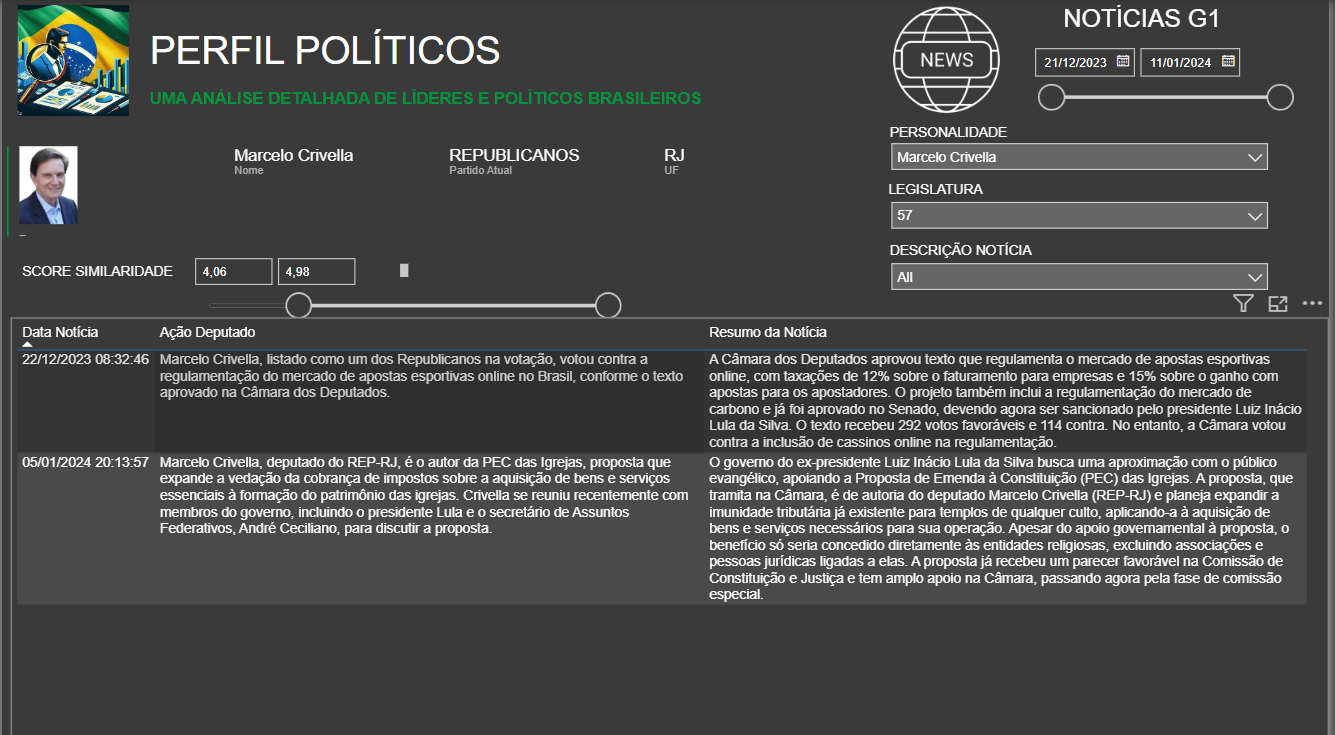 PERFIL POLÍTICOS
UMA ANÁLISE DETALHADA DE LÍDERES E POLÍTICOS BRASILEIROS
NEWS
NOTÍCIAS G1
21/12/2023
11/01/2024
PERSONALIDADE
Marcelo Crivella
LEGISLATURA
57
DESCRIÇÃO NOTÍCIA
All
Marcelo Crivella
Nome
REPUBLICANOS
Partido Atual
RJ
UF
SCORE SIMILARIDADE
4,06
4,98
Data Notícia
Ação Deputado
Resumo da Notícia
22/12/2023 08:32:46
Marcelo Crivella, listado como um dos Republicanos na votação, votou contra a
regulamentação do mercado de apostas esportivas online no Brasil, conforme o texto
aprovado na Câmara dos Deputados.
A Câmara dos Deputados aprovou texto que regulamenta o mercado de apostas esportivas
online, com taxações de 12% sobre o faturamento para empresas e 15% sobre o ganho com
apostas para os apostadores. O projeto também inclui a regulamentação do mercado de
carbono e já foi aprovado no Senado, devendo agora ser sancionado pelo presidente Luiz Inácio
Lula da Silva. O texto recebeu 292 votos favoráveis e 114 contra. No entanto, a Câmara votou
contra a inclusão de cassinos online na regulamentação.
05/01/2024 20:13:57
Marcelo Crivella, deputado do REP-RJ, é o autor da PEC das Igrejas, proposta que
expande a vedação da cobrança de impostos sobre a aquisição de bens e serviços
essenciais à formação do patrimônio das igrejas. Crivella se reuniu recentemente com
membros do governo, incluindo o presidente Lula e o secretário de Assuntos
Federativos, André Ceciliano, para discutir a proposta.
O governo do ex-presidente Luiz Inácio Lula da Silva busca uma aproximação com o público
evangélico, apoiando a Proposta de Emenda à Constituição (PEC) das Igrejas. A proposta, que
tramita na Câmara, é de autoria do deputado Marcelo Crivella (REP-RJ) e planeja expandir a
imunidade tributária já existente para templos de qualquer culto, aplicando-a à aquisição de
bens e serviços necessários para sua operação. Apesar do apoio governamental à proposta, o
benefício só seria concedido diretamente às entidades religiosas, excluindo associações e
pessoas jurídicas ligadas a elas. A proposta já recebeu um parecer favorável na Comissão de
Constituição e Justiça e tem amplo apoio na Câmara, passando agora pela fase de comissão
especial.